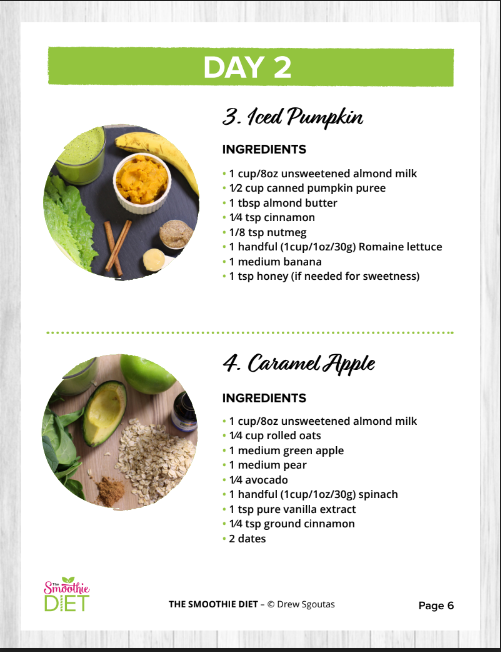 DAY 2
3. Iced Pumpkin
INGREDIENTS
• 1 cup/8oz unsweetened almond milk
• 1/2 cup canned pumpkin puree
• 1 tbsp almond butter
• 1/4 tsp cinnamon
• 1/8 tsp nutmeg
• 1 handful (1cup/1oz/30g) Romaine lettuce
• 1 medium banana
• 1 tsp honey (if needed for sweetness)
4. Caramel Apple
INGREDIENTS
• 1 cup/8oz unsweetened almond milk
• 1/4 cup rolled oats
• 1 medium green apple
• 1 medium pear
• 1/4 avocado
• 1 handful (1cup/1oz/30g) spinach
• 1 tsp pure vanilla extract
• 1/4 tsp ground cinnamon
• 2 dates
The
Smoothie
DIET
THE SMOOTHIE DIET – © Drew Sgoutas
Page 6